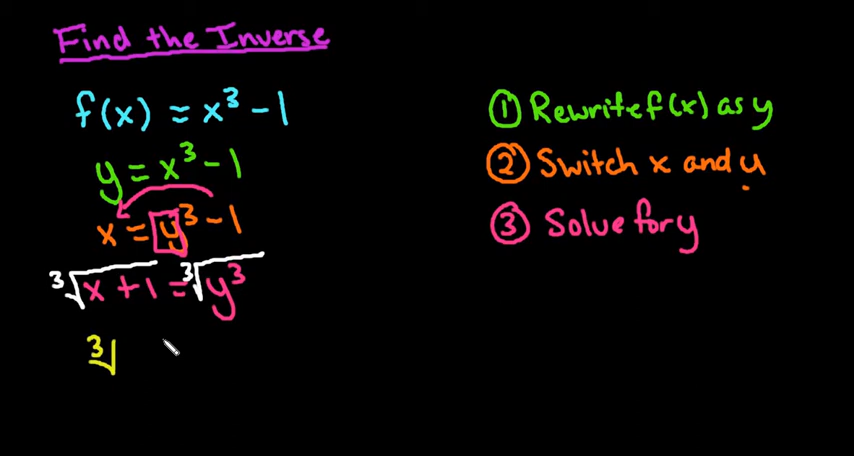 Find the Inverse
f(x) = x³ - 1
y = x³ - 1
x = y³ - 1
∛x + 1 = ∛y³
∛
① Rewrite f(x) as y
② Switch x and y
③ Solve for y